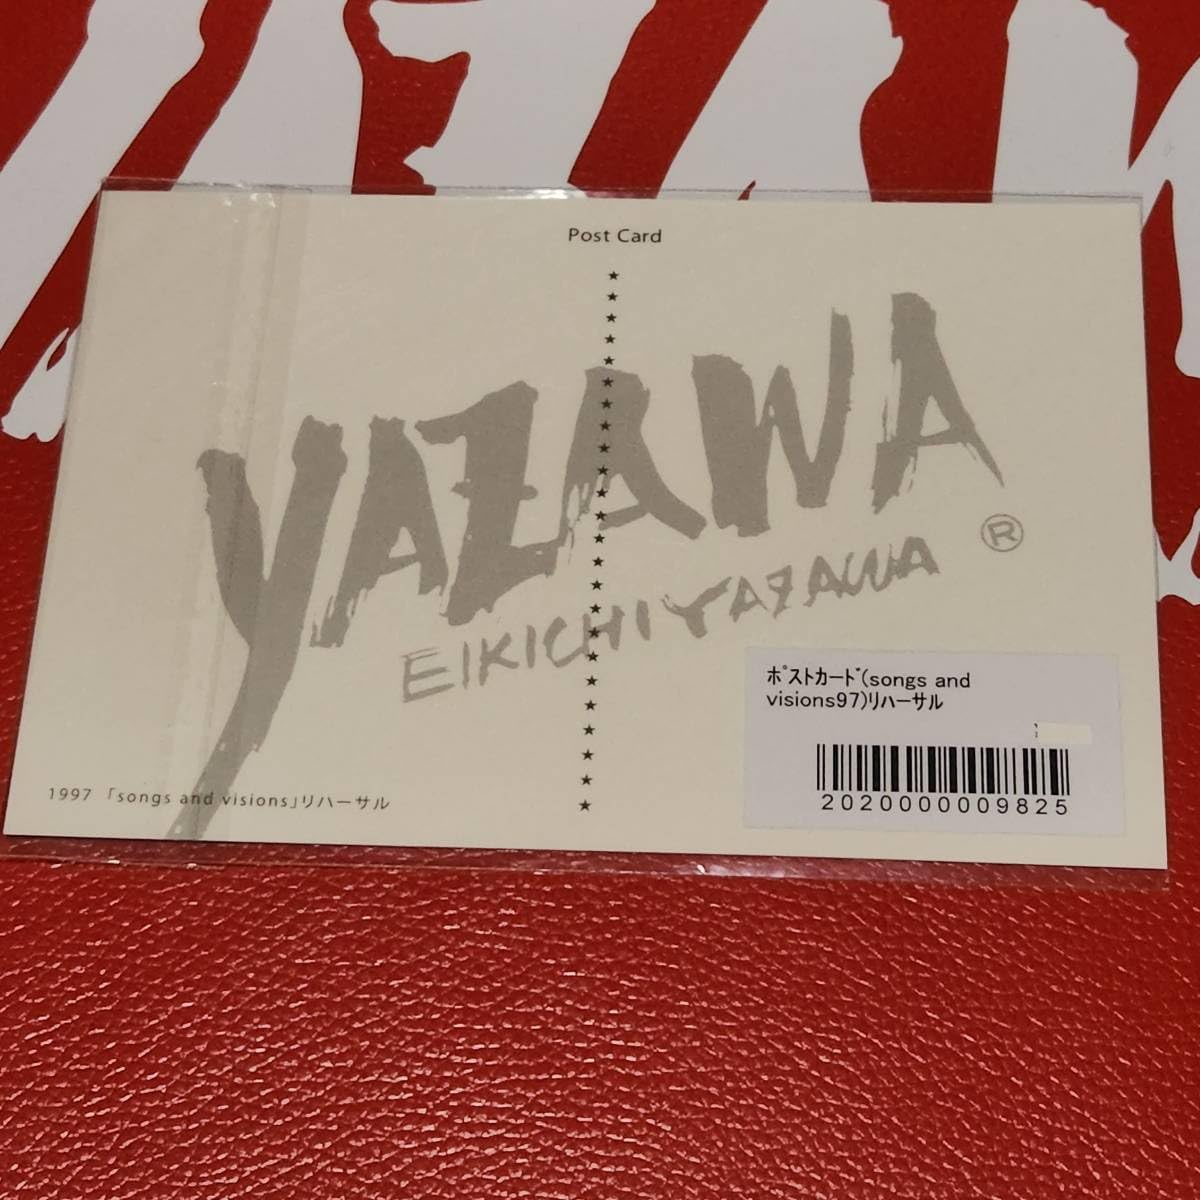 Post Card
YAZAWA
EIKICHI YAZAWA ®
ﾎﾟｽﾄｶｰﾄﾞ(songs and
visions97)ﾘﾊｰｻﾙ
2020000009825
1997 「songs and visions」リハーサル